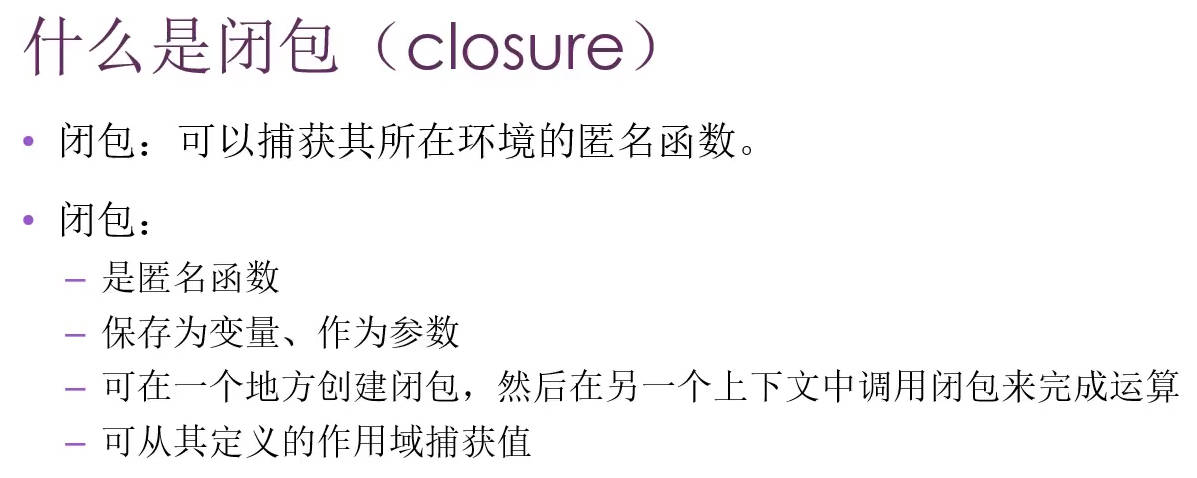 什么是闭包（closure）
• 闭包：可以捕获其所在环境的匿名函数。
• 闭包：
– 是匿名函数
– 保存为变量、作为参数
– 可在一个地方创建闭包，然后在另一个上下文中调用闭包来完成运算
– 可从其定义的作用域捕获值